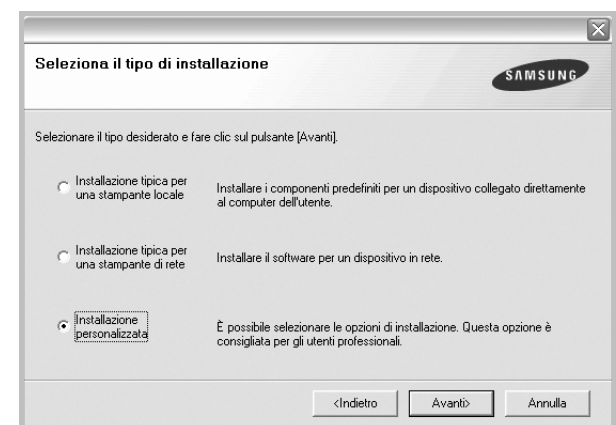 Seleziona il tipo di installazione
SAMSUNG
Selezionare il tipo desiderato e fare clic sul pulsante [Avanti].
Installazione tipica per
una stampante locale
Installare i componenti predefiniti per un dispositivo collegato direttamente
al computer dell'utente.
Installazione tipica per
una stampante di rete
Installare il software per un dispositivo in rete.
Installazione
personalizzata
È possibile selezionare le opzioni di installazione. Questa opzione è
consigliata per gli utenti professionali.
<Indietro
Avanti>
Annulla